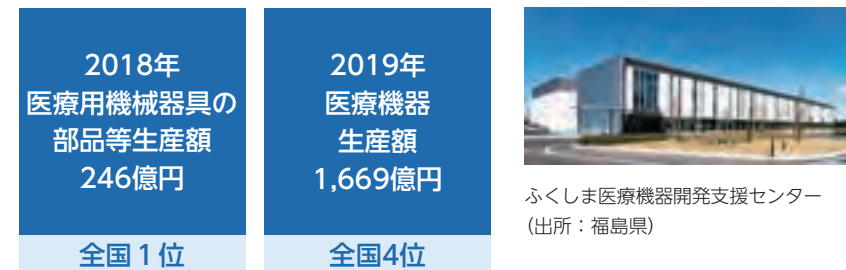 2018年
医療用機械器具の
部品等生産額
246億円
全国1位
2019年
医療機器
生産額
1,669億円
全国4位
ふくしま医療機器開発支援センター
(出所：福島県)